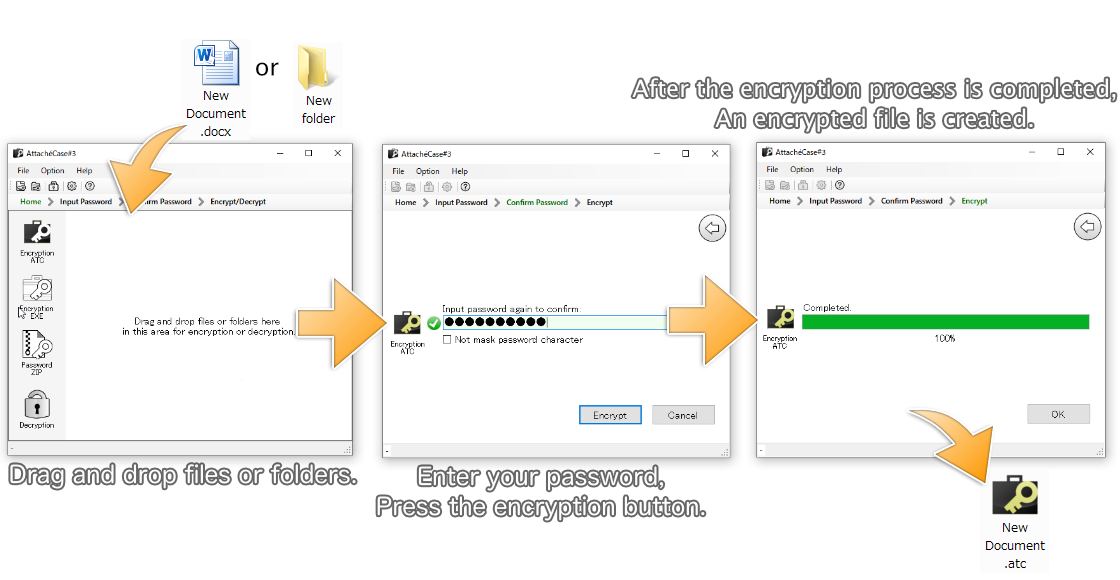 or
New
Document
.docx
New
folder
After the encryption process is completed,
An encrypted file is created.
AttachéCase#3
File Option Help
Home Input Password Confirm Password Encrypt/Decrypt
Encryption
ATC
Encryption
EXE
Password
ZIP
Decryption
Drag and drop files or folders here
in this area for encryption or decryption.
-
Drag and drop files or folders.
AttachéCase#3
File Option Help
Home Input Password Confirm Password Encrypt
Encryption
ATC
Input password again to confirm:
Not mask password character
Encrypt Cancel
-
Enter your password,
Press the encryption button.
AttachéCase#3
File Option Help
Home Input Password Confirm Password Encrypt
Encryption
ATC
Completed.
100%
OK
-
New
Document
.atc